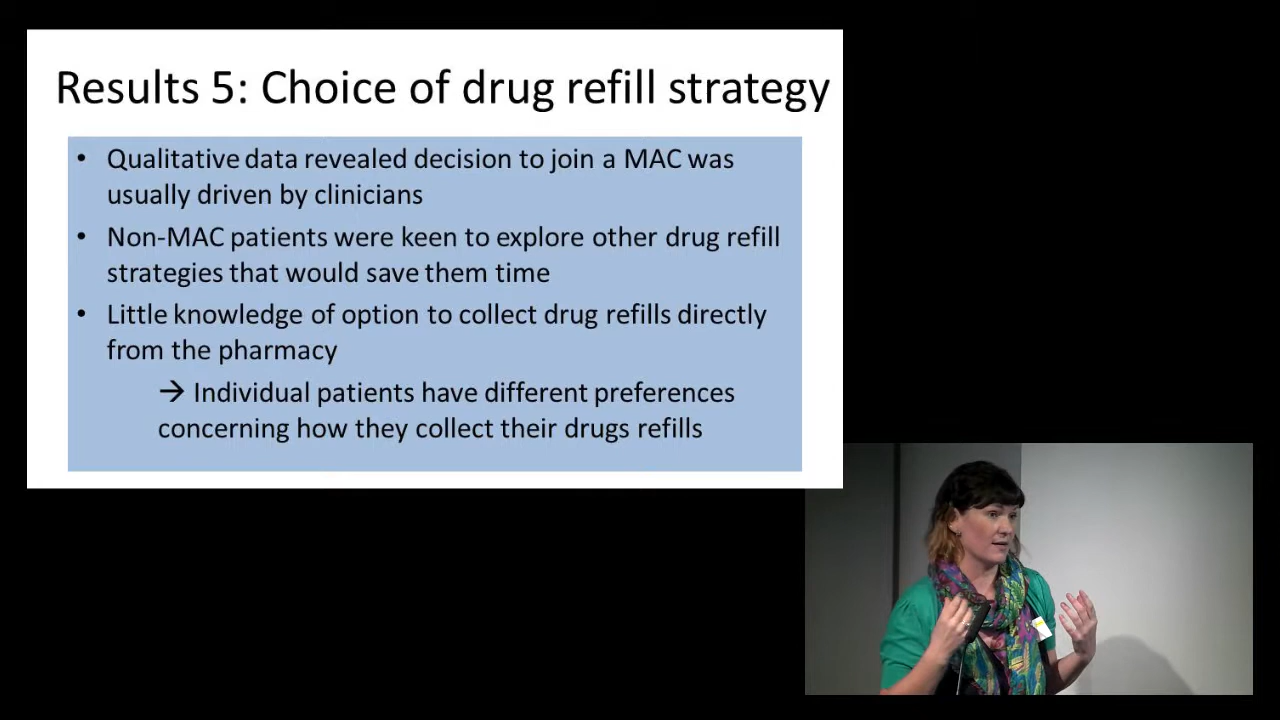 Results 5: Choice of drug refill strategy
• Qualitative data revealed decision to join a MAC was
usually driven by clinicians
• Non-MAC patients were keen to explore other drug refill
strategies that would save them time
• Little knowledge of option to collect drug refills directly
from the pharmacy
→ Individual patients have different preferences
concerning how they collect their drugs refills